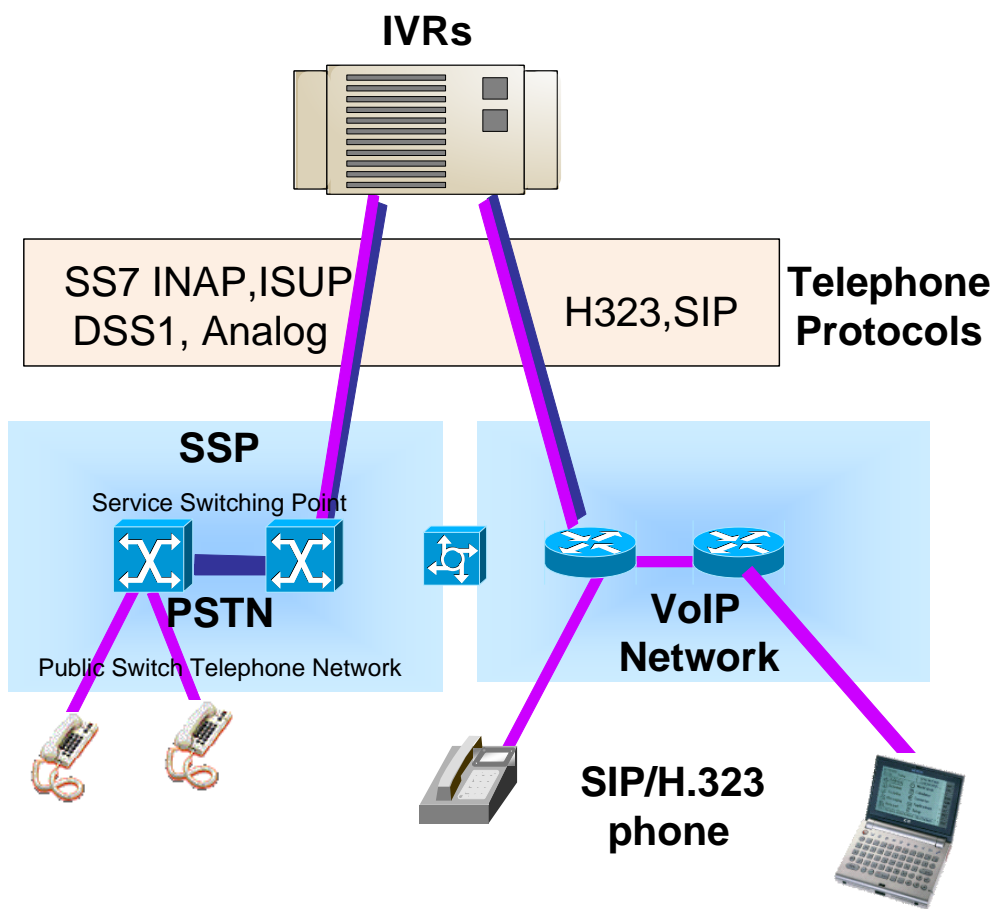 IVRs
SS7 INAP,ISUP
DSS1, Analog
H323,SIP
Telephone
Protocols
SSP
Service Switching Point
PSTN
Public Switch Telephone Network
VoIP
Network
SIP/H.323
phone